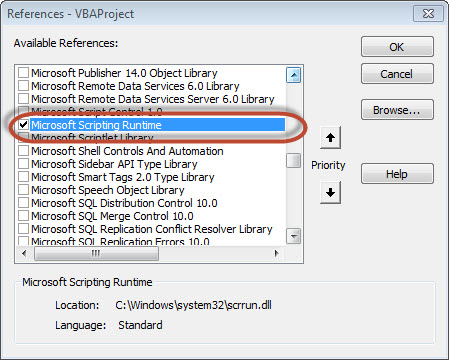 References - VBAProject
Available References:
Microsoft Publisher 14.0 Object Library
Microsoft Remote Data Services 6.0 Library
Microsoft Remote Data Services Server 6.0 Library
Microsoft Script Control 1.0
Microsoft Scripting Runtime
Microsoft Scriptlet Library
Microsoft Shell Controls And Automation
Microsoft Sidebar API Type Library
Microsoft Smart Tags 2.0 Type Library
Microsoft Speech Object Library
Microsoft SQL Distribution Control 10.0
Microsoft SQL Merge Control 10.0
Microsoft SQL Replication Conflict Resolver Library
Microsoft SQL Replication Errors 10.0
OK
Cancel
Browse...
Priority
Help
Microsoft Scripting Runtime
Location: C:\Windows\system32\scrrun.dll
Language: Standard